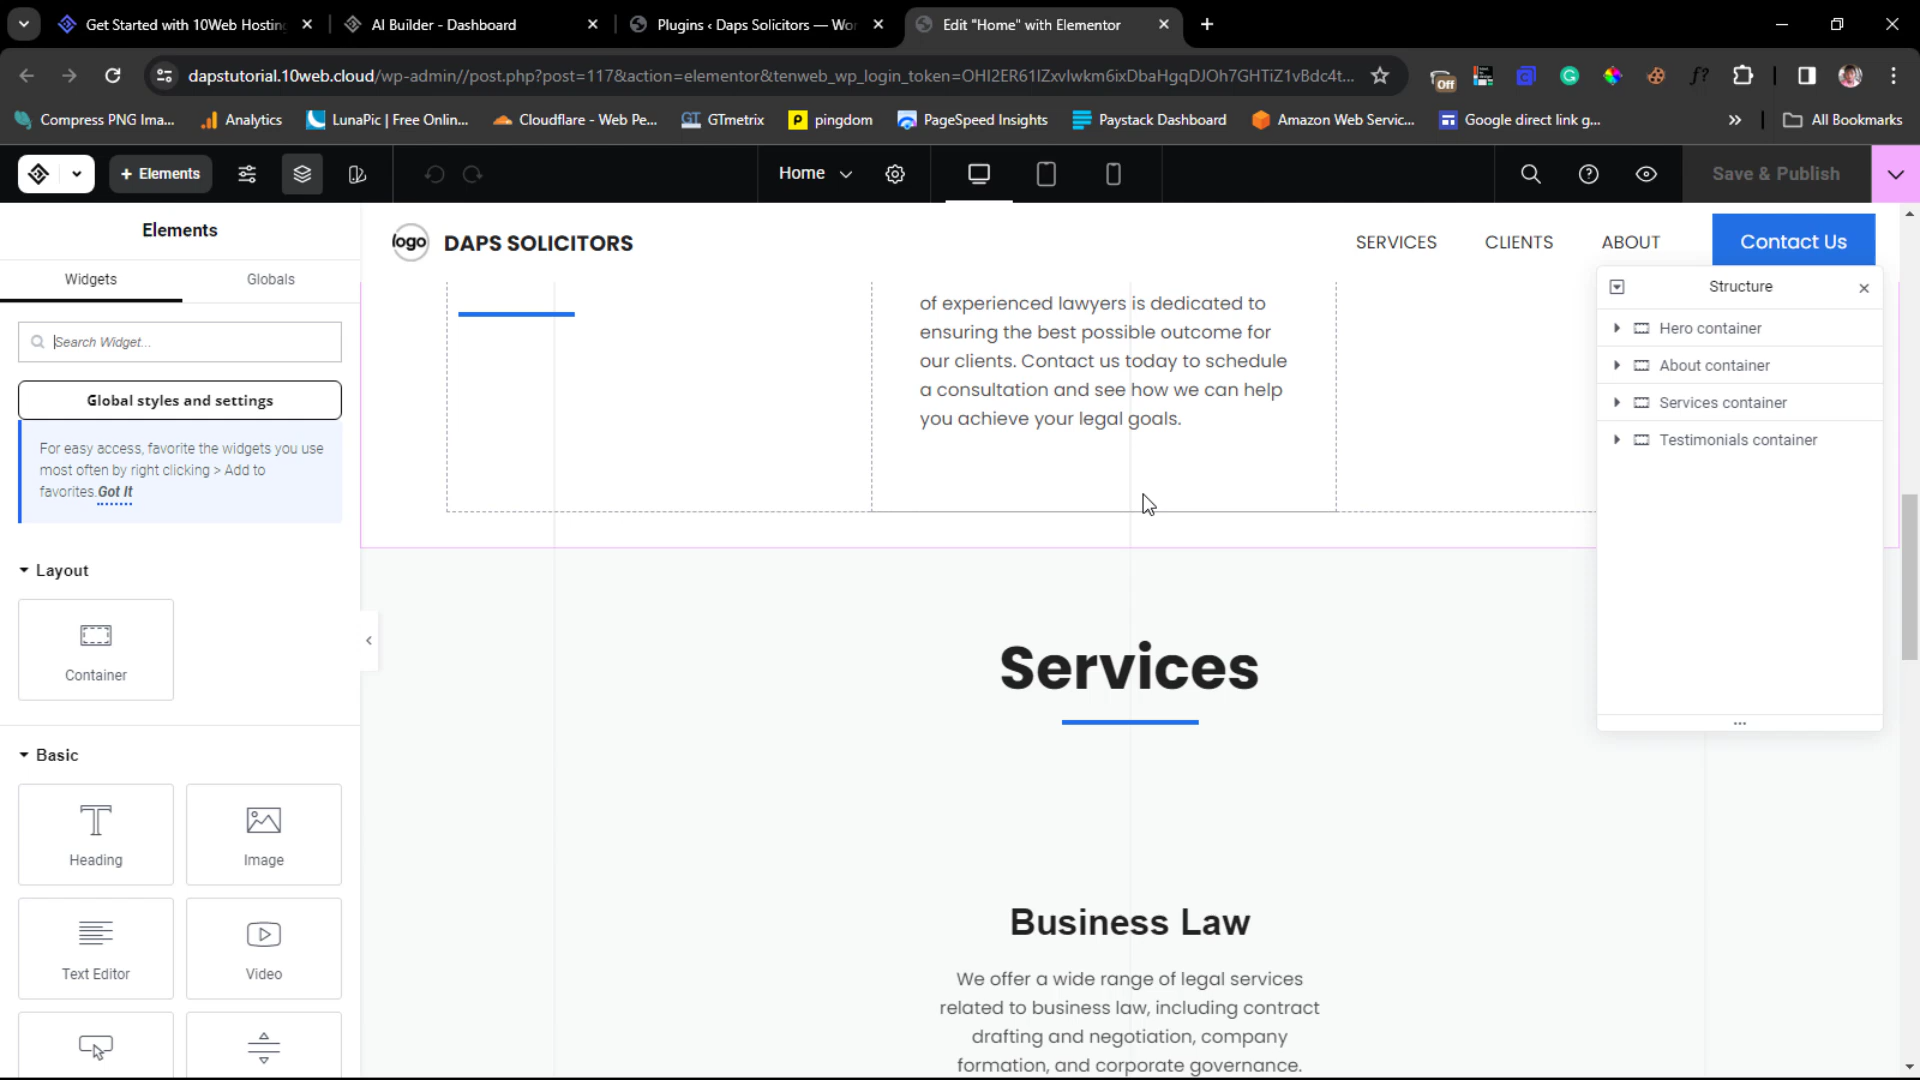 Get Started with 10Web Hosting
AI Builder - Dashboard
Plugins ‹ Daps Solicitors — Wor
Edit "Home" with Elementor
dapstutorial.10web.cloud/wp-admin//post.php?post=117&action=elementor&tenweb_wp_login_token=OHI2ER61IZxvlwkm6ixDbaHgqDJOh7GHTiZ1vBdc4t...
Off
f?
Compress PNG Ima...
Analytics
LunaPic | Free Onlin...
Cloudflare - Web Pe...
GTmetrix
pingdom
PageSpeed Insights
Paystack Dashboard
Amazon Web Servic...
Google direct link g...
All Bookmarks
+ Elements
Home
Save & Publish
Elements
Widgets
Globals
Search Widget...
Global styles and settings
For easy access, favorite the widgets you use
most often by right clicking > Add to
favorites. Got It
Layout
Container
Basic
Heading
Image
Text Editor
Video
logo
DAPS SOLICITORS
SERVICES
CLIENTS
ABOUT
Contact Us
of experienced lawyers is dedicated to
ensuring the best possible outcome for
our clients. Contact us today to schedule
a consultation and see how we can help
you achieve your legal goals.
Services
Business Law
We offer a wide range of legal services
related to business law, including contract
drafting and negotiation, company
formation, and corporate governance.
Structure
Hero container
About container
Services container
Testimonials container